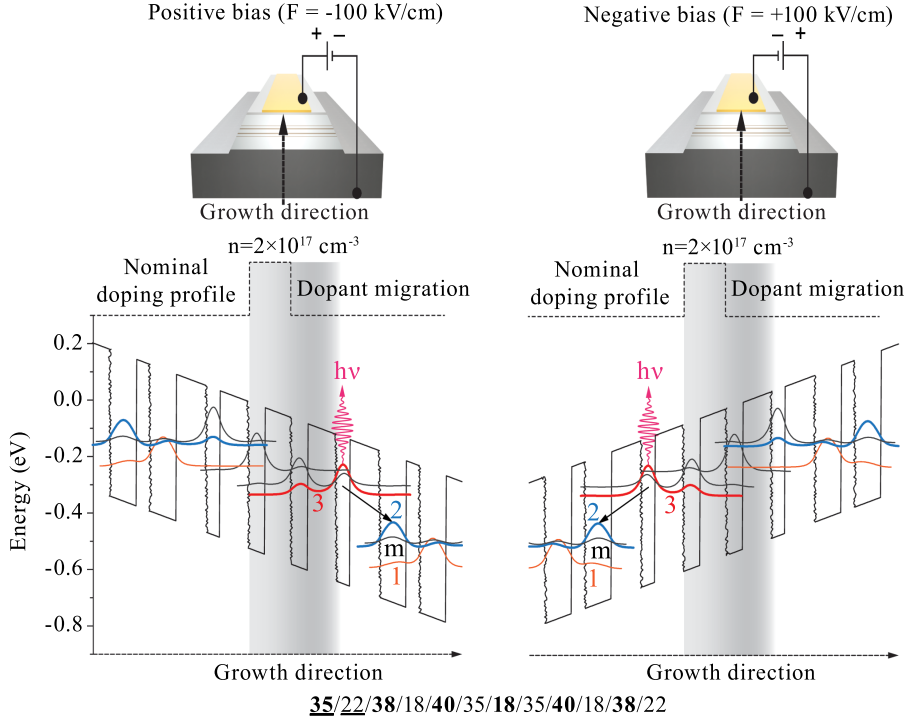 Positive bias (F = -100 kV/cm)
Negative bias (F = +100 kV/cm)
+ −
− +
Growth direction
Growth direction
n=2×10¹⁷ cm⁻³
n=2×10¹⁷ cm⁻³
Nominal
doping profile
Dopant migration
Nominal
doping profile
Dopant migration
0.2
0.0
-0.2
-0.4
-0.6
-0.8
Energy (eV)
hν
3
2
m
1
hν
3
2
m
1
Growth direction
Growth direction
35/22/38/18/40/35/18/35/40/18/38/22